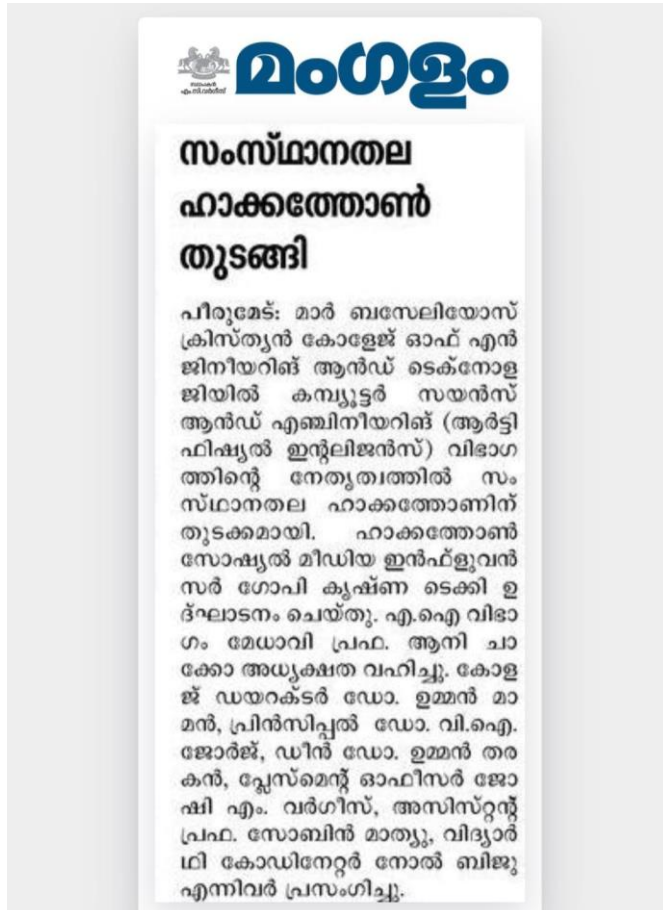 സ്ഥാപകൻ
എം.സി.വർഗീസ്
മംഗളം
സംസ്ഥാനതല
ഹാക്കത്തോൺ
തുടങ്ങി
പീരുമേട്: മാർ ബസേലിയോസ്
ക്രിസ്ത്യൻ കോളേജ് ഓഫ് എൻ
ജിനീയറിങ് ആൻഡ് ടെക്നോള
ജിയിൽ കമ്പ്യൂട്ടർ സയൻസ്
ആൻഡ് എഞ്ചിനീയറിങ് (ആർട്ടി
ഫിഷ്യൽ ഇന്റലിജൻസ്) വിഭാഗ
ത്തിന്റെ നേതൃത്വത്തിൽ സം
സ്ഥാനതല ഹാക്കത്തോണിന്
തുടക്കമായി. ഹാക്കത്തോൺ
സോഷ്യൽ മീഡിയ ഇൻഫ്ളുവൻ
സർ ഗോപി കൃഷ്ണ ടെക്കി ഉ
ദ്ഘാടനം ചെയ്തു. എ.ഐ വിഭാ
ഗം മേധാവി പ്രഫ. ആനി ചാ
ക്കോ അധ്യക്ഷത വഹിച്ചു. കോള
ജ് ഡയറക്ടർ ഡോ. ഉമ്മൻ മാ
മൻ, പ്രിൻസിപ്പൽ ഡോ. വി.ഐ.
ജോർജ്, ഡീൻ ഡോ. ഉമ്മൻ തര
കൻ, പ്ലേസ്മെന്റ് ഓഫീസർ ജോ
ഷി എം. വർഗീസ്, അസിസ്റ്റന്റ്
പ്രഫ. സോബിൻ മാത്യു, വിദ്യാർ
ഥി കോഡിനേറ്റർ നോൽ ബിജു
എന്നിവർ പ്രസംഗിച്ചു.